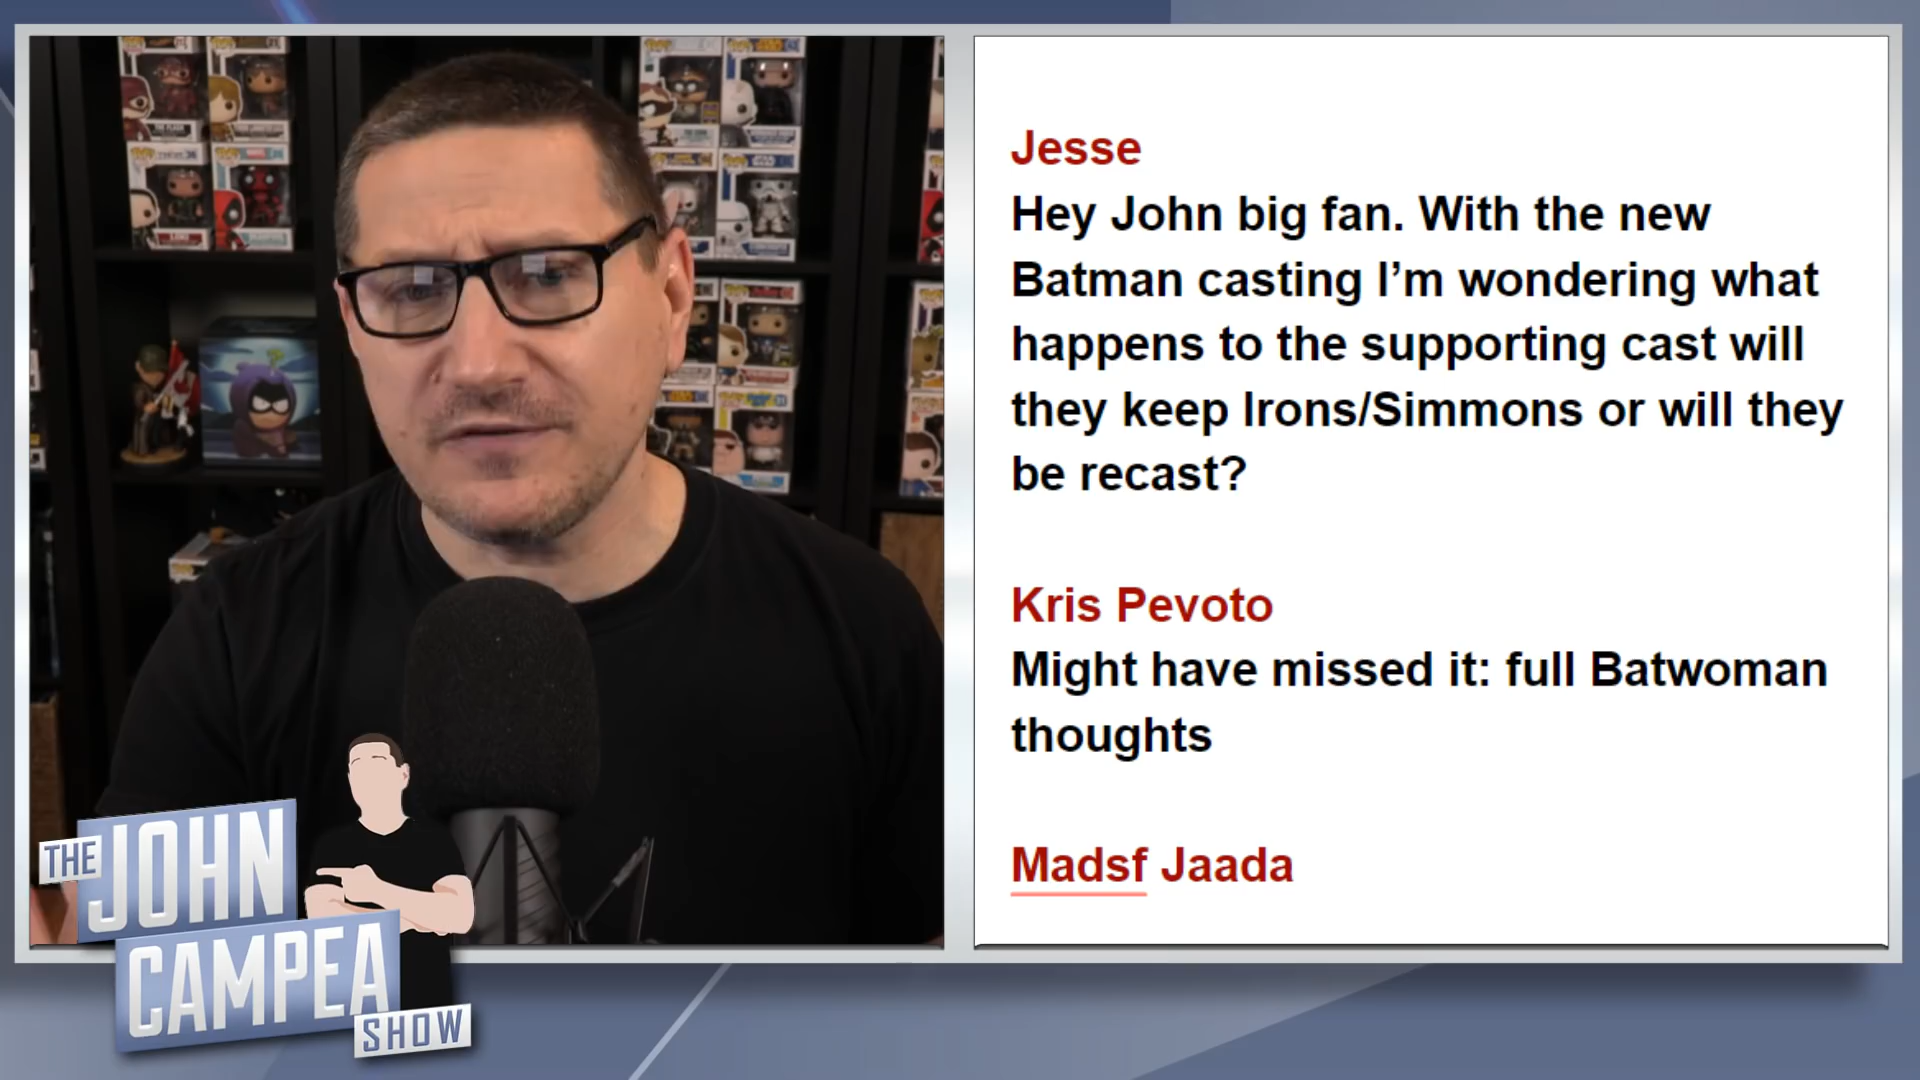 Jesse
Hey John big fan. With the new
Batman casting I’m wondering what
happens to the supporting cast will
they keep Irons/Simmons or will they
be recast?
Kris Pevoto
Might have missed it: full Batwoman
thoughts
Madsf Jaada
THE
JOHN
CAMPEA
SHOW